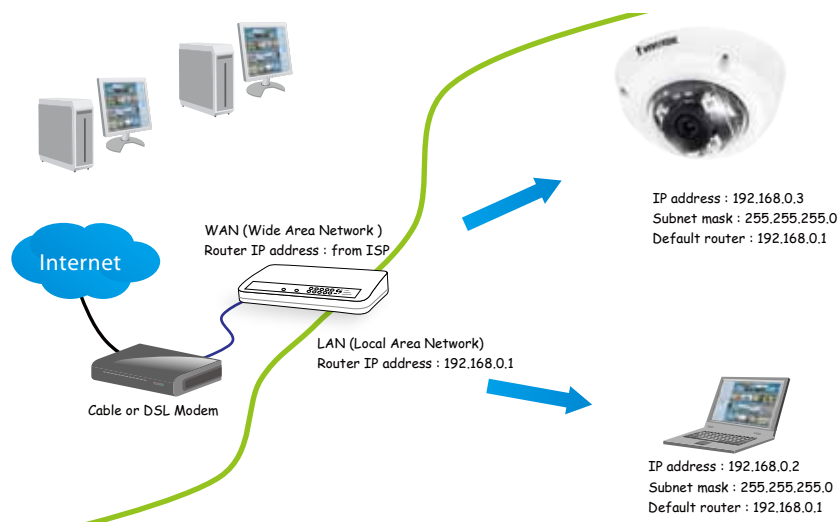 WAN (Wide Area Network )
Router IP address : from ISP
Internet
Cable or DSL Modem
LAN (Local Area Network)
Router IP address : 192.168.0.1
IP address : 192.168.0.3
Subnet mask : 255.255.255.0
Default router : 192.168.0.1
IP address : 192.168.0.2
Subnet mask : 255.255.255.0
Default router : 192.168.0.1